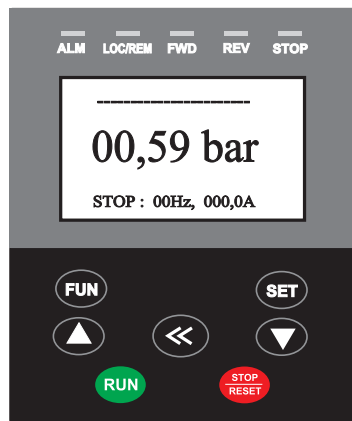 ALM LOC/REM FWD REV STOP
----------------------
00,59 bar
STOP : 00Hz, 000,0A
FUN SET
RUN STOP
RESET